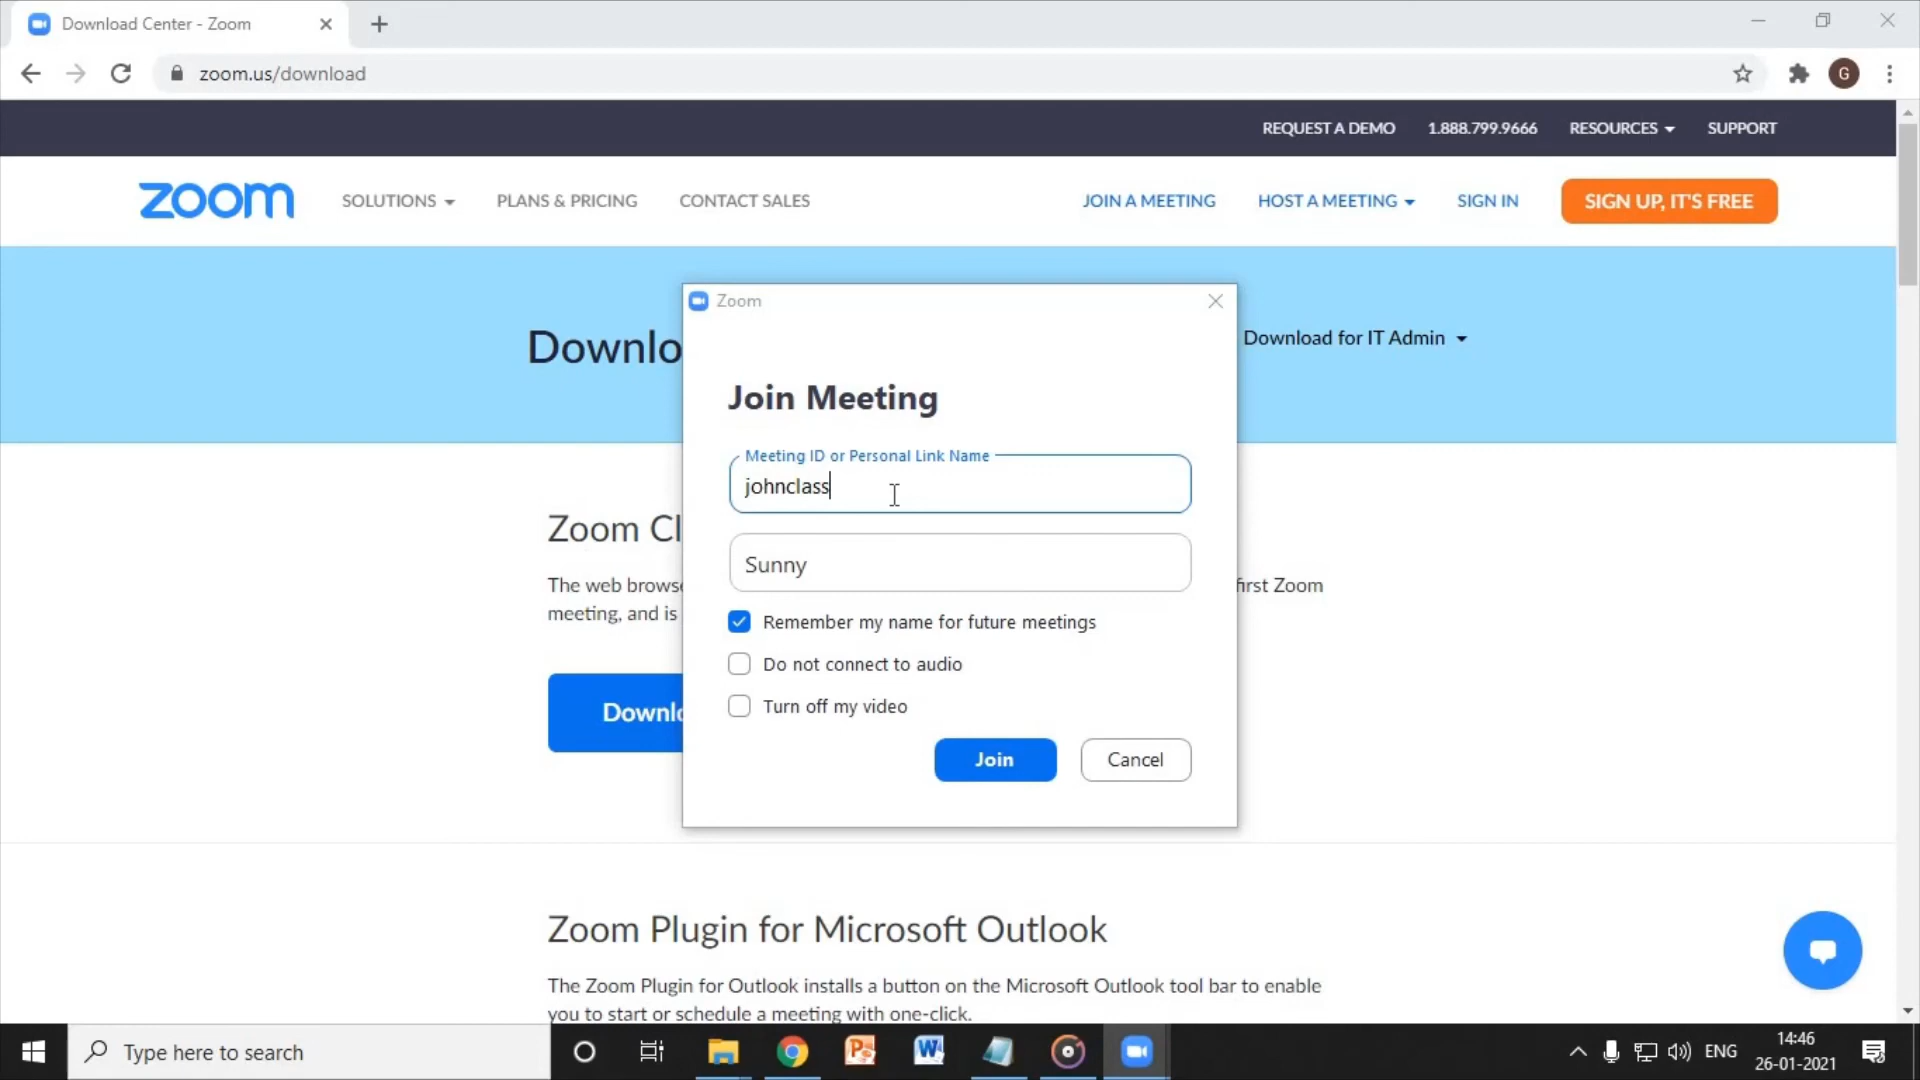 Download Center - Zoom
zoom.us/download
G
REQUEST A DEMO 1.888.799.9666 RESOURCES SUPPORT
zoom SOLUTIONS PLANS & PRICING CONTACT SALES JOIN A MEETING HOST A MEETING SIGN IN SIGN UP, IT'S FREE
Zoom
Downlo
Download for IT Admin
Join Meeting
Meeting ID or Personal Link Name
johnclass
Sunny
Remember my name for future meetings
Do not connect to audio
Turn off my video
Join Cancel
Zoom Cl
The web browse first Zoom
meeting, and is
Downlo
Zoom Plugin for Microsoft Outlook
The Zoom Plugin for Outlook installs a button on the Microsoft Outlook tool bar to enable
you to start or schedule a meeting with one-click.
Type here to search
ENG
14:46
26-01-2021